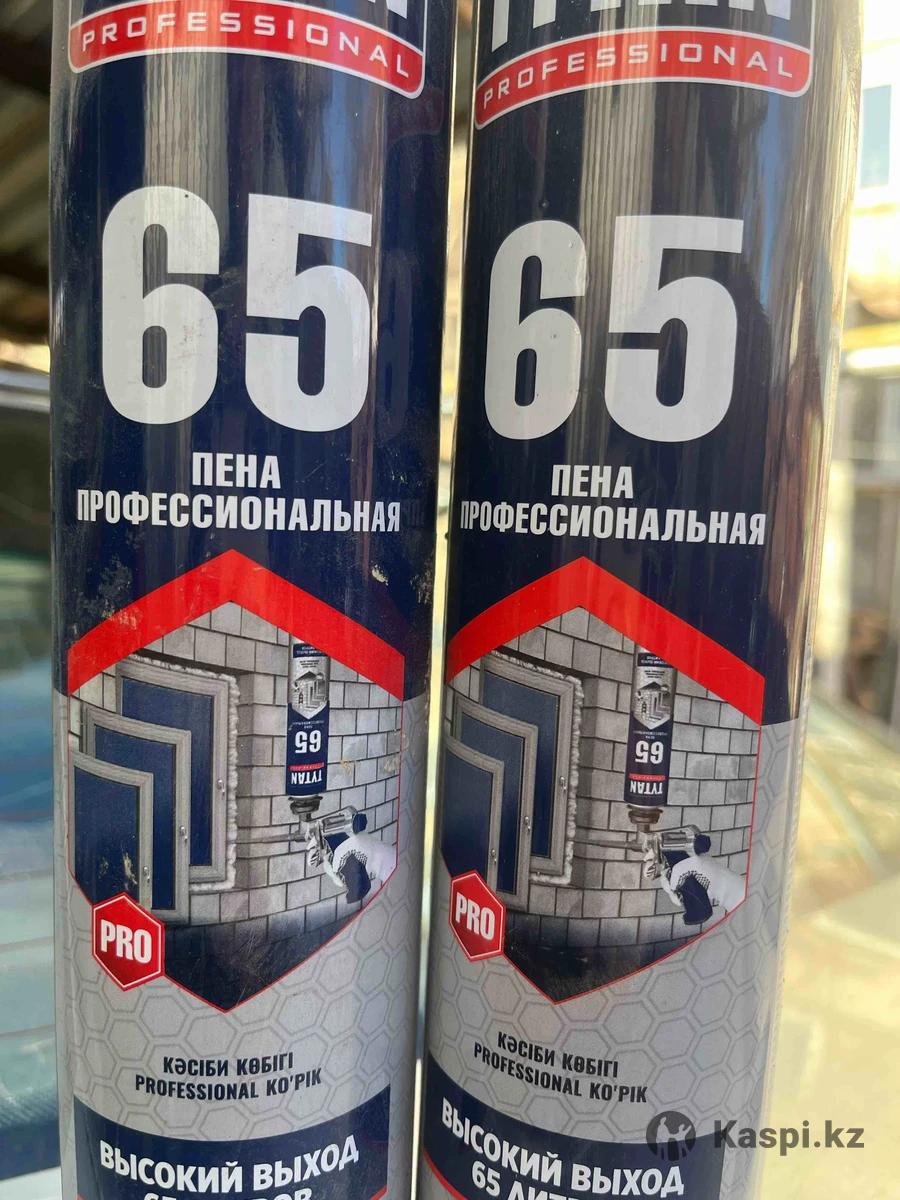 PROFESSIONAL
65
ПЕНА
ПРОФЕССИОНАЛЬНАЯ
65
TYTAN
PRO
КӘСІБИ КӨБІГІ
PROFESSIONAL KO'PIK
ВЫСОКИЙ ВЫХОД
TYTAN
PROFESSIONAL
65
ПЕНА
ПРОФЕССИОНАЛЬНАЯ
65
TYTAN
PRO
КӘСІБИ КӨБІГІ
PROFESSIONAL KO'PIK
ВЫСОКИЙ ВЫХОД
65
Kaspi.kz